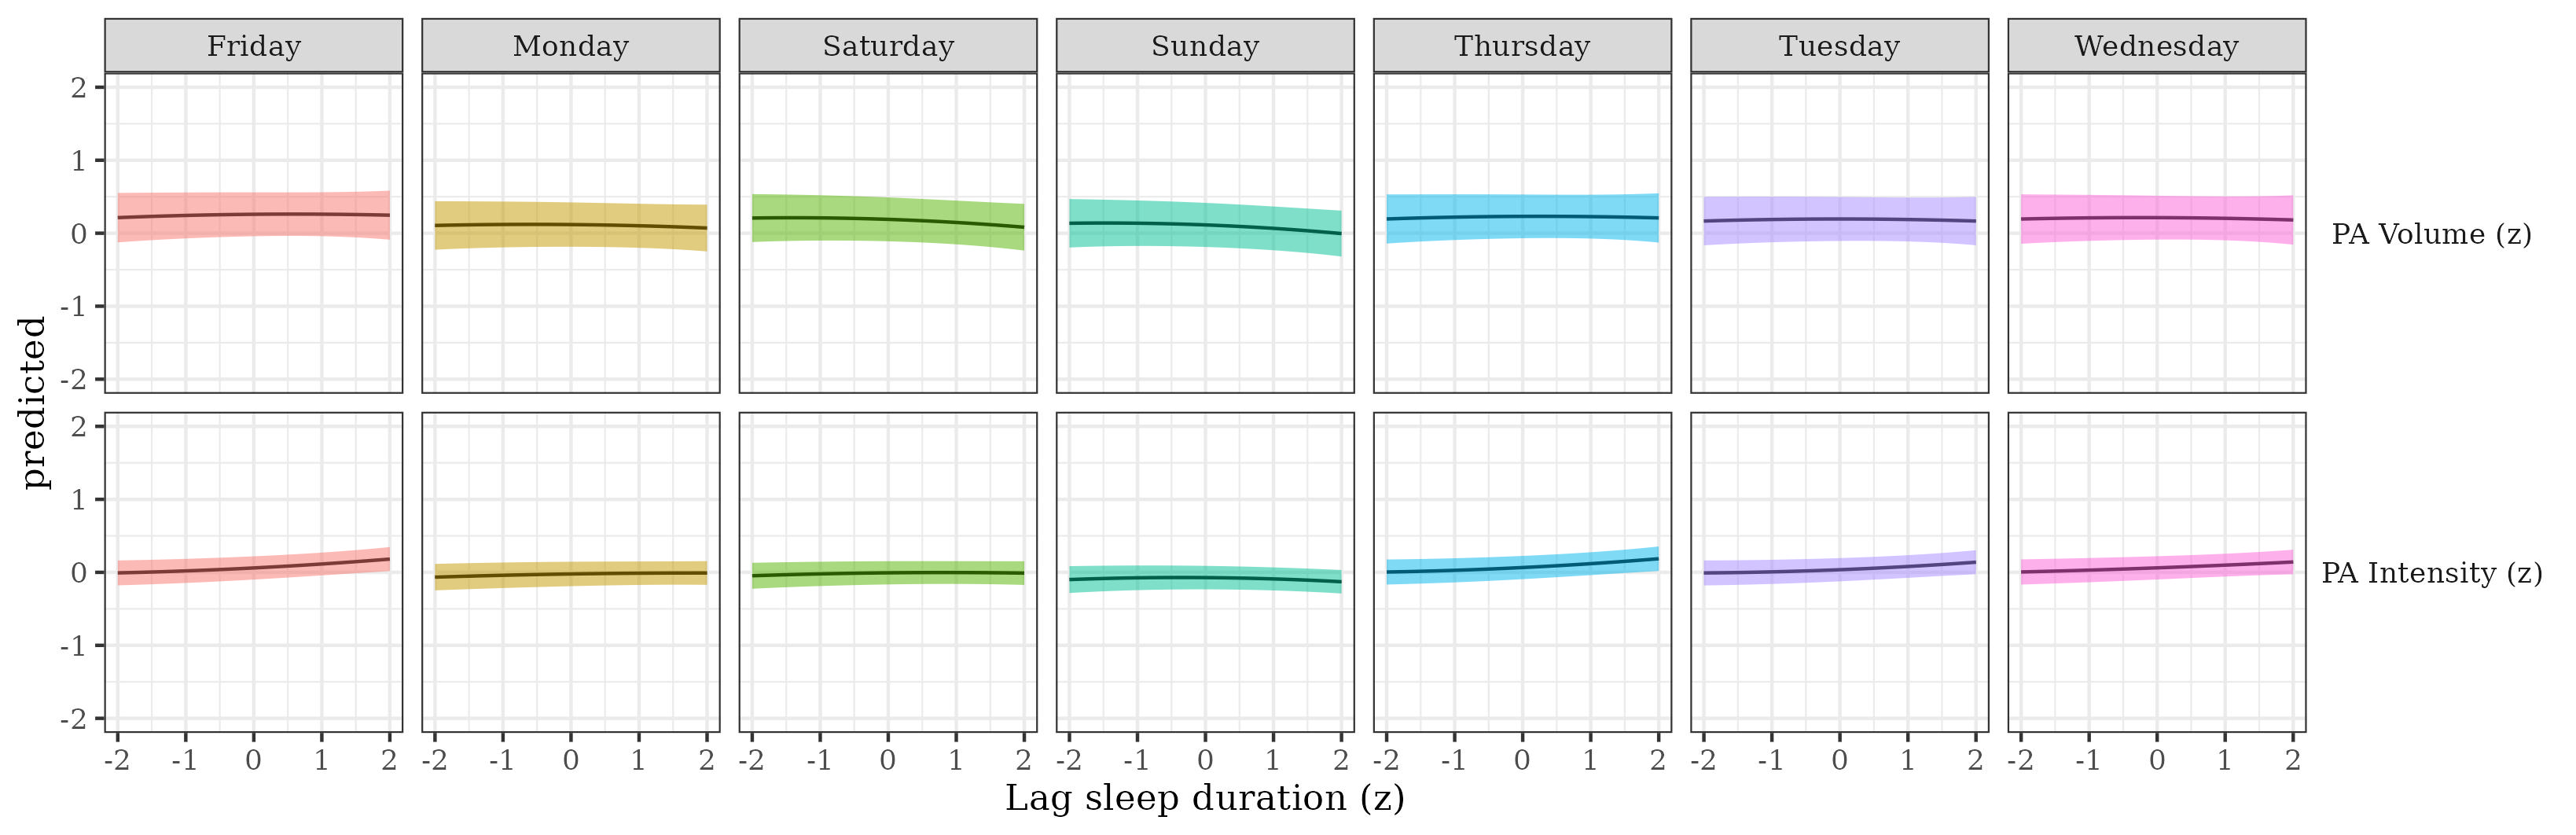 Friday Monday Saturday Sunday Thursday Tuesday Wednesday
2
1
0
-1
-2
PA Volume (z)
predicted
2
1
0
-1
-2
PA Intensity (z)
-2 -1 0 1 2 -2 -1 0 1 2 -2 -1 0 1 2 -2 -1 0 1 2 -2 -1 0 1 2 -2 -1 0 1 2 -2 -1 0 1 2
Lag sleep duration (z)